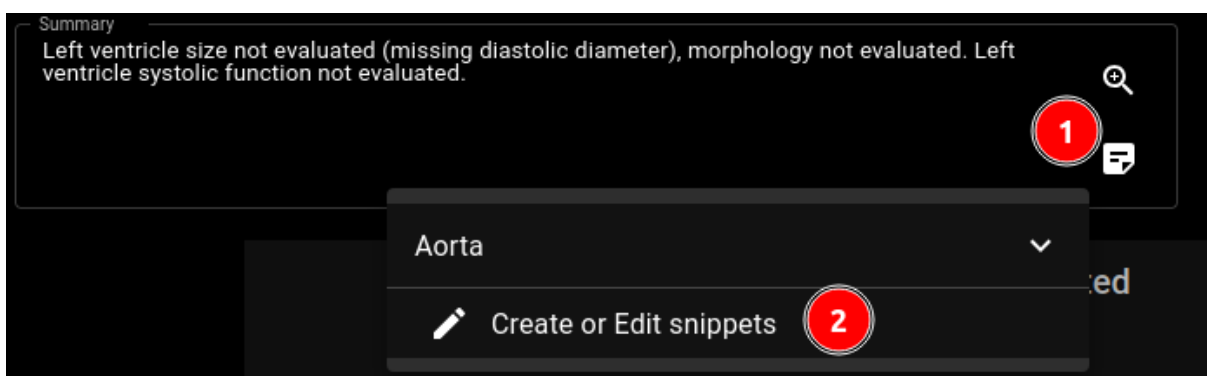 Summary
Left ventricle size not evaluated (missing diastolic diameter), morphology not evaluated. Left
ventricle systolic function not evaluated.
1
Aorta
ed
Create or Edit snippets
2